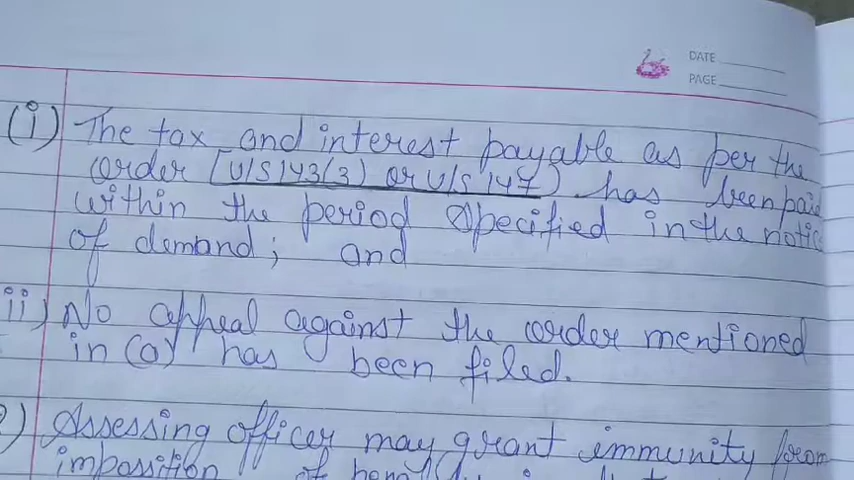 DATE
PAGE
(i) The tax and interest payable as per the
order [U/S 143(3) or U/S 147) has been paid
within the period specified in the notice
of demand; and
ii) No appeal against the order mentioned
in (a) has been filed.
2) Assessing officer may grant immunity from
impossition of